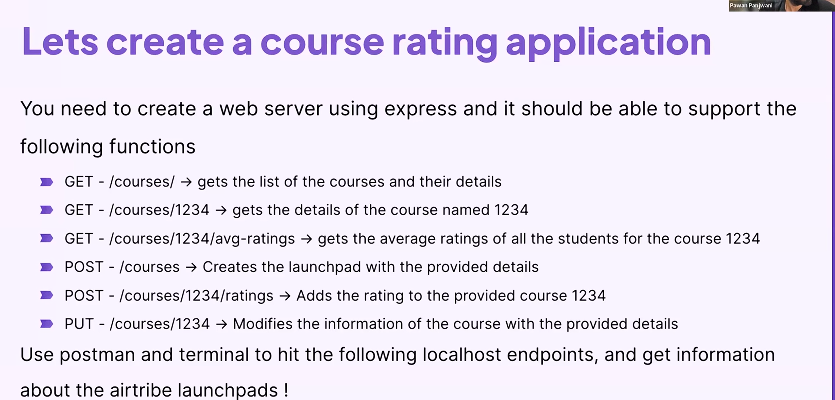 Pawan Panjwani
Lets create a course rating application
You need to create a web server using express and it should be able to support the
following functions
GET - /courses/ → gets the list of the courses and their details
GET - /courses/1234 → gets the details of the course named 1234
GET - /courses/1234/avg-ratings → gets the average ratings of all the students for the course 1234
POST - /courses → Creates the launchpad with the provided details
POST - /courses/1234/ratings → Adds the rating to the provided course 1234
PUT - /courses/1234 → Modifies the information of the course with the provided details
Use postman and terminal to hit the following localhost endpoints, and get information
about the airtribe launchpads !